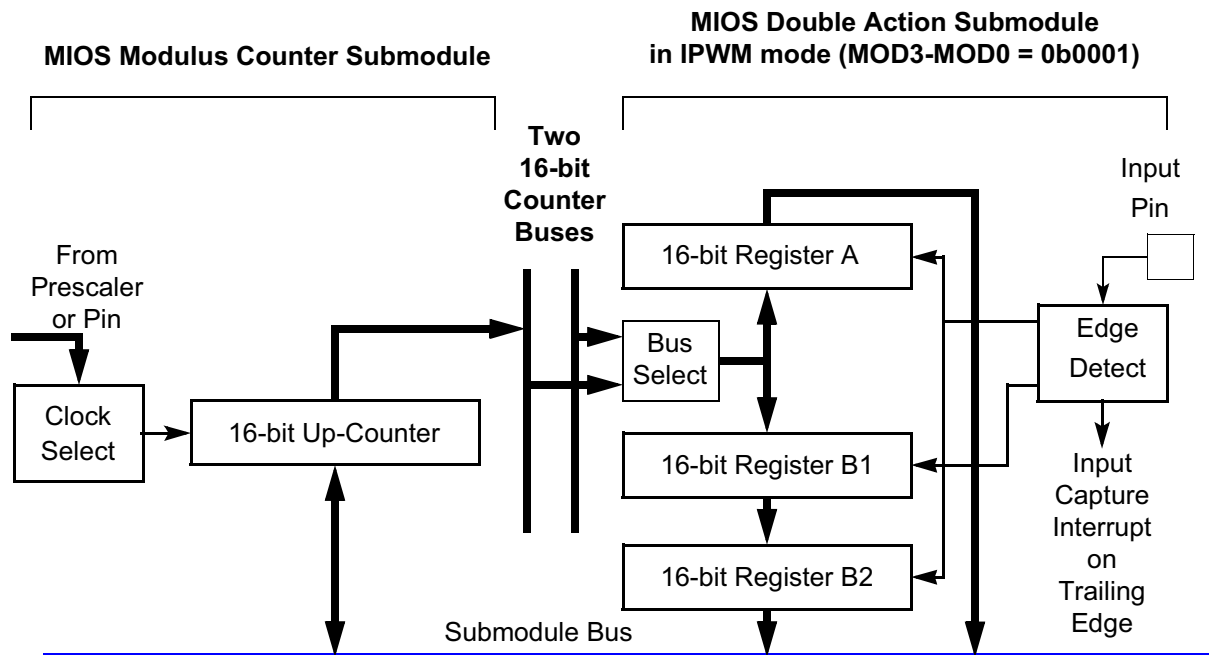 MIOS Modulus Counter Submodule
MIOS Double Action Submodule
in IPWM mode (MOD3-MOD0 = 0b0001)
Two
16-bit
Counter
Buses
Input
Pin
From
Prescaler
or Pin
Clock
Select
16-bit Up-Counter
16-bit Register A
Bus
Select
16-bit Register B1
16-bit Register B2
Edge
Detect
Input
Capture
Interrupt
on
Trailing
Edge
Submodule Bus